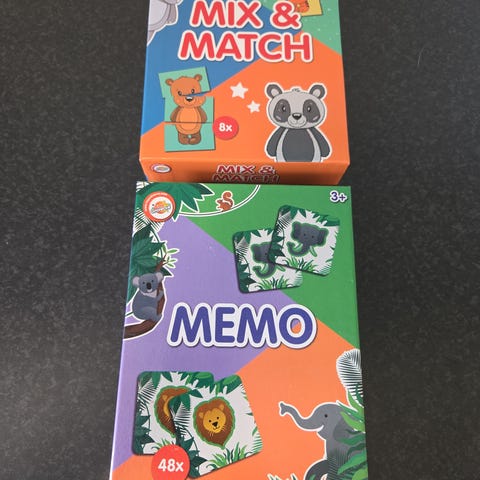 MIX &
MATCH
8x
MIX &
MATCH
3+
MEMO
48x